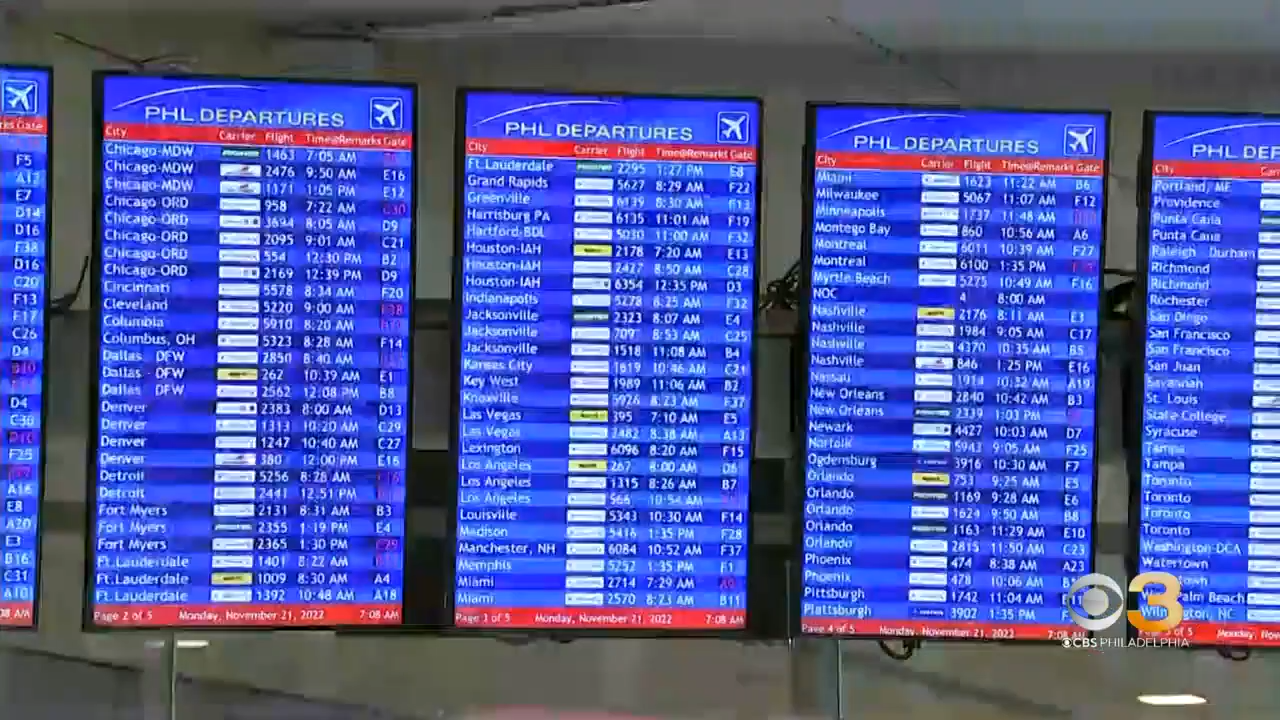 ks Gate
F5
A12
E7
D14
D16
F38
D16
C20
F13
F17
C26
D4
D4
C30
F25
A16
E8
A20
E3
B16
C31
A10
08 AM
PHL DEPARTURES
City Carrier Flight Time@Remarks Gate
Chicago-MDW 1463 7:05 AM
Chicago-MDW 2476 9:50 AM E16
Chicago-MDW 1171 1:05 PM E12
Chicago-ORD 958 7:22 AM
Chicago-ORD 3694 8:05 AM D9
Chicago-ORD 2095 9:01 AM C21
Chicago-ORD 554 12:30 PM B2
Chicago-ORD 2169 12:39 PM D9
Cincinnati 5578 8:34 AM F20
Cleveland 5220 9:00 AM F38
Columbia 5910 8:20 AM
Columbus, OH 5323 8:28 AM F14
Dallas - DFW 2850 8:40 AM
Dallas - DFW 262 10:39 AM E1
Dallas - DFW 2562 12:08 PM B8
Denver 2383 8:00 AM D13
Denver 1313 10:20 AM C29
Denver 1247 10:40 AM C27
Denver 380 12:00 PM E16
Detroit 5256 8:28 AM
Detroit 2441 12:51 PM
Fort Myers 2131 8:31 AM B3
Fort Myers 2355 1:19 PM E4
Fort Myers 2365 1:30 PM C29
Ft.Lauderdale 1401 8:22 PM
Ft.Lauderdale 1009 8:30 AM A4
Ft.Lauderdale 1392 10:48 AM A18
Page 2 of 5 Monday, November 21, 2022 7:08 AM
PHL DEPARTURES
City Carrier Flight Time@Remarks Gate
Ft.Lauderdale 2295 1:27 PM E8
Grand Rapids 5627 8:29 AM F22
Greenville 6139 8:30 AM F13
Harrisburg PA 6135 11:01 AM F19
Hartford-BDL 5030 11:00 AM F32
Houston-IAH 2178 7:20 AM E13
Houston-IAH 2427 8:50 AM C28
Houston-IAH 6354 12:35 PM D3
Indianapolis 5278 8:25 AM F32
Jacksonville 2323 8:07 AM E4
Jacksonville 709 8:53 AM C25
Jacksonville 1518 11:08 AM B4
Kansas City 1619 10:46 AM C21
Key West 1989 11:06 AM B2
Knoxville 5926 8:23 AM F37
Las Vegas 395 7:10 AM E5
Las Vegas 2482 8:38 AM A13
Lexington 6096 8:20 AM F15
Los Angeles 267 8:00 AM D6
Los Angeles 1315 8:26 AM B7
Los Angeles 566 10:54 AM
Louisville 5343 10:30 AM F14
Madison 5416 1:35 PM F28
Manchester, NH 6084 10:52 AM F37
Memphis 5252 1:35 PM
Miami 2714 7:29 AM A9
Miami 2570 8:23 AM B11
Page 3 of 5 Monday, November 21, 2022 7:08 AM
PHL DEPARTURES
City Carrier Flight Time@Remarks Gate
Miami 1623 11:22 AM B6
Milwaukee 5067 11:07 AM F12
Minneapolis 1737 11:48 AM
Montego Bay 860 10:56 AM A6
Montreal 6011 10:39 AM F27
Montreal 6100 1:35 PM
Myrtle Beach 5275 10:49 AM F16
NOC 4 8:00 AM
Nashville 2176 8:11 AM E3
Nashville 1984 9:05 AM C17
Nashville 4370 10:35 AM B5
Nashville 846 1:25 PM E16
Nassau 1914 10:32 AM A19
New Orleans 2840 10:42 AM B3
New Orleans 2339 1:03 PM
Newark 4427 10:03 AM D7
Norfolk 5943 9:05 AM F25
Ogdensburg 3916 10:30 AM F7
Orlando 753 9:25 AM E5
Orlando 1169 9:28 AM E6
Orlando 1624 9:50 AM B8
Orlando 1163 11:29 AM E10
Orlando 2815 11:50 AM C23
Phoenix 474 8:38 AM A23
Phoenix 478 10:06 AM
Pittsburgh 1742 11:04 AM
Plattsburgh 3902 1:35 PM
Page 4 of 5 Monday, November 21, 2022 7:08 AM
PHL DEP
City
Portland, ME
Providence
Punta Cana
Punta Cana
Raleigh Durham
Richmond
Richmond
Rochester
San Diego
San Francisco
San Francisco
San Juan
Savannah
St. Louis
State College
Syracuse
Tampa
Tampa
Toronto
Toronto
Toronto
Washington-DCA
Watertown
Palm Beach
Wilm ton, NC
5 of 5 Monday, Nov
3
CBS PHILADELPHIA